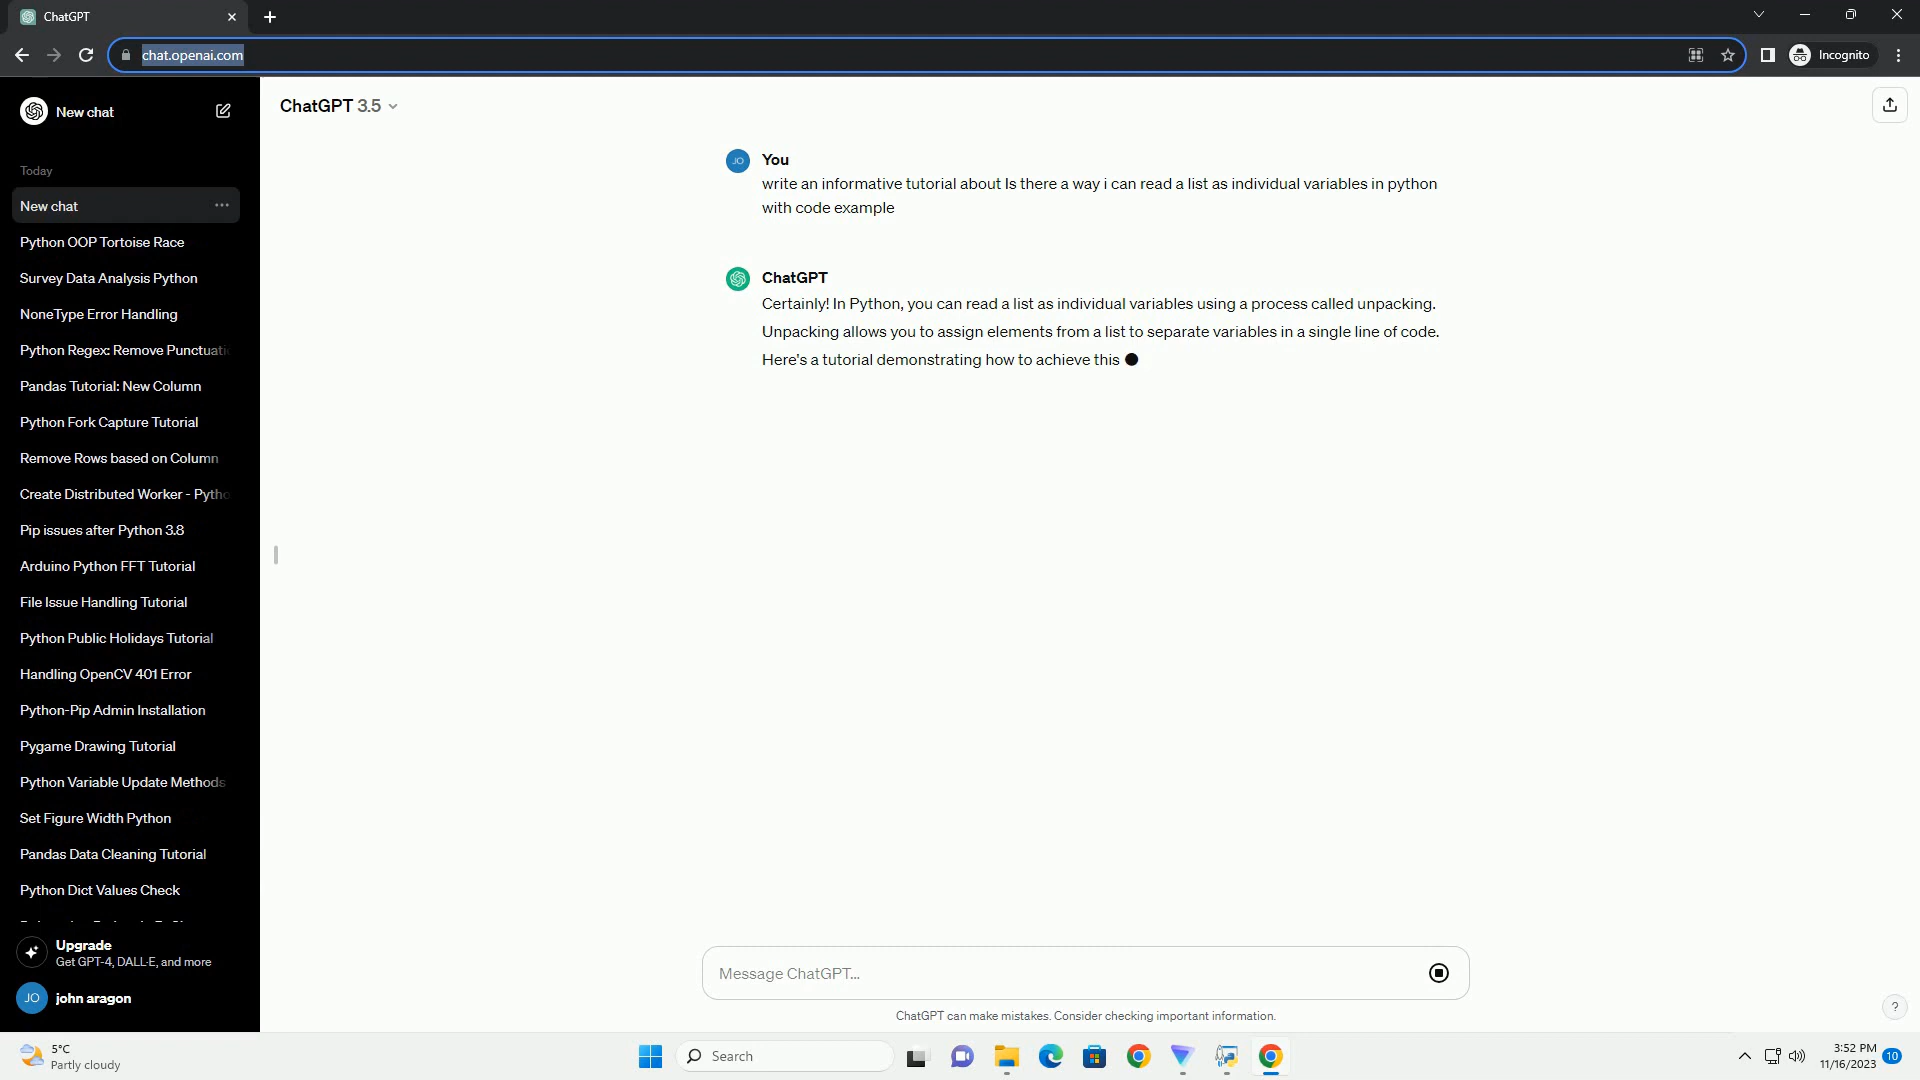 ChatGPT
chat.openai.com
Incognito
New chat
Today
New chat
Python OOP Tortoise Race
Survey Data Analysis Python
NoneType Error Handling
Python Regex: Remove
Pandas Tutorial: New Column
Python Fork Capture Tutorial
Remove Rows based on Column
Create Distributed Worker -
Pip issues after Python 3.8
Arduino Python FFT Tutorial
File Issue Handling Tutorial
Python Public Holidays Tutorial
Handling OpenCV 401 Error
Python-Pip Admin Installation
Pygame Drawing Tutorial
Python Variable Update Methods
Set Figure Width Python
Pandas Data Cleaning Tutorial
Python Dict Values Check
Upgrade
Get GPT-4, DALL·E, and more
JO john aragon
ChatGPT 3.5
JO You
write an informative tutorial about Is there a way i can read a list as individual variables in python
with code example
ChatGPT
Certainly! In Python, you can read a list as individual variables using a process called unpacking.
Unpacking allows you to assign elements from a list to separate variables in a single line of code.
Here's a tutorial demonstrating how to achieve this
Message ChatGPT...
ChatGPT can make mistakes. Consider checking important information.
?
5°C
Partly cloudy
Search
3:52 PM
11/16/2023
10